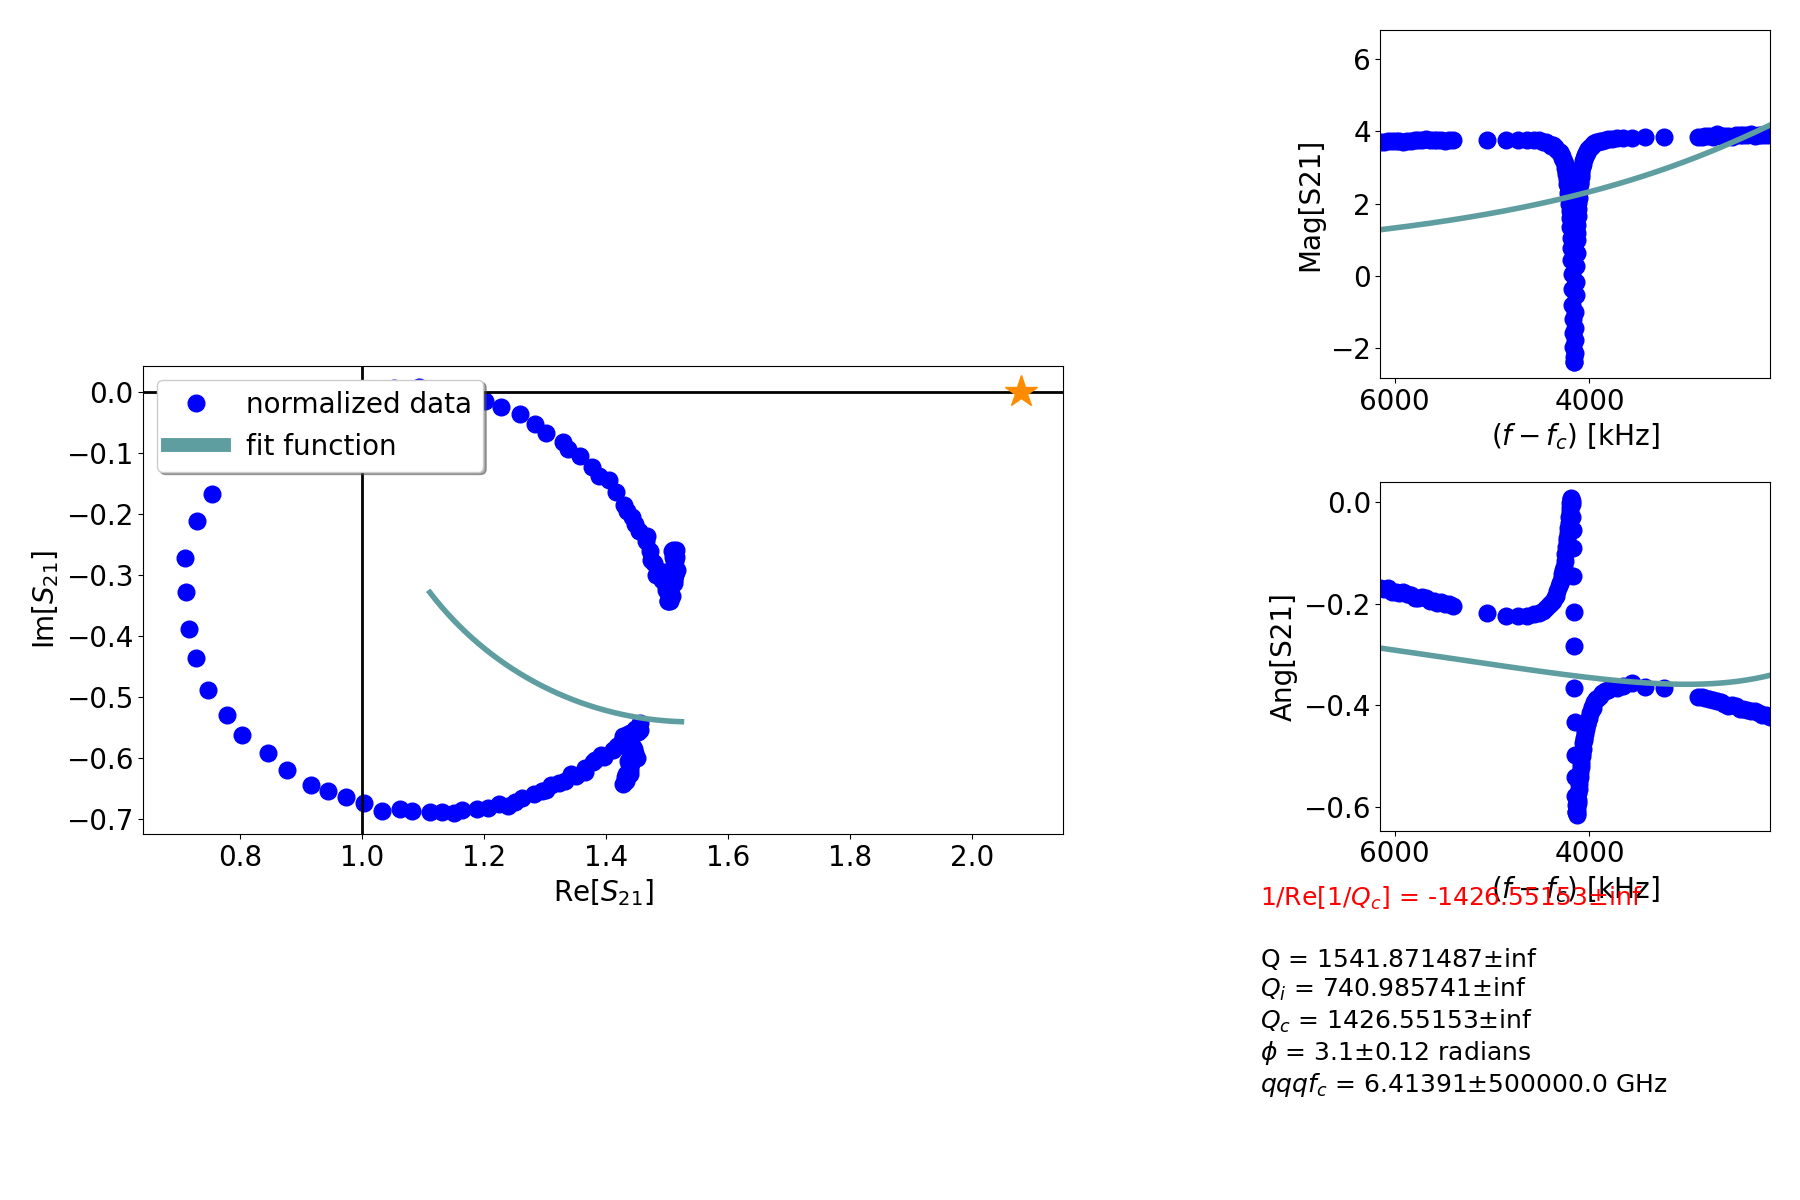 normalized data
fit function
0.0
−0.1
−0.2
−0.3
−0.4
−0.5
−0.6
−0.7
Im[S21]
0.8 1.0 1.2 1.4 1.6 1.8 2.0
Re[S21]
6
4
2
0
−2
Mag[S21]
6000 4000
(f − fc) [kHz]
0.0
−0.2
−0.4
−0.6
Ang[S21]
6000 4000
(f − fc) [kHz]
1/Re[1/Qc] = -1426.55153±inf
Q = 1541.871487±inf
Qi = 740.985741±inf
Qc = 1426.55153±inf
ϕ = 3.1±0.12 radians
qqqfc = 6.41391±500000.0 GHz